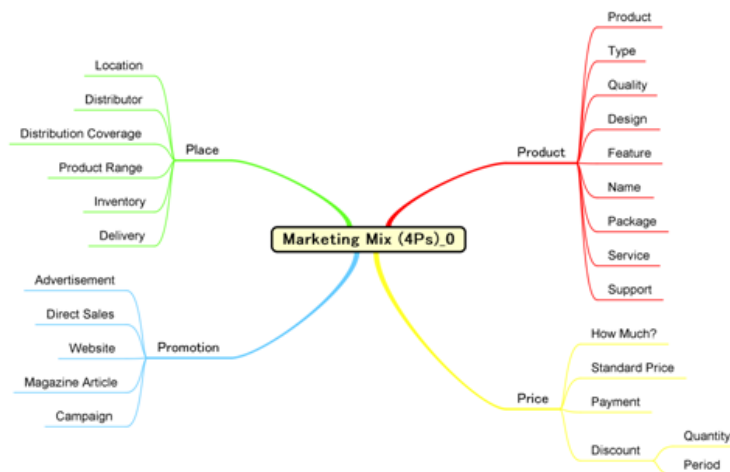 Marketing Mix (4Ps)_0
Product
Product
Type
Quality
Design
Feature
Name
Package
Service
Support
Price
How Much?
Standard Price
Payment
Discount
Quantity
Period
Promotion
Advertisement
Direct Sales
Website
Magazine Article
Campaign
Place
Location
Distributor
Distribution Coverage
Product Range
Inventory
Delivery